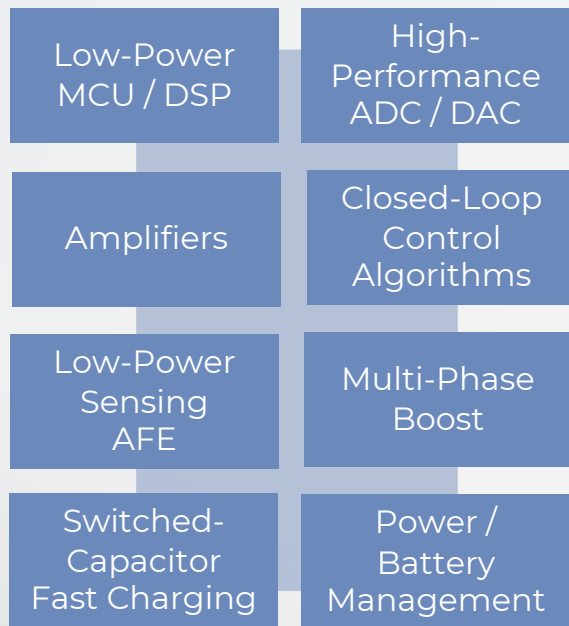 Low-Power
MCU / DSP
High-
Performance
ADC / DAC
Amplifiers
Closed-Loop
Control
Algorithms
Low-Power
Sensing
AFE
Multi-Phase
Boost
Switched-
Capacitor
Fast Charging
Power /
Battery
Management